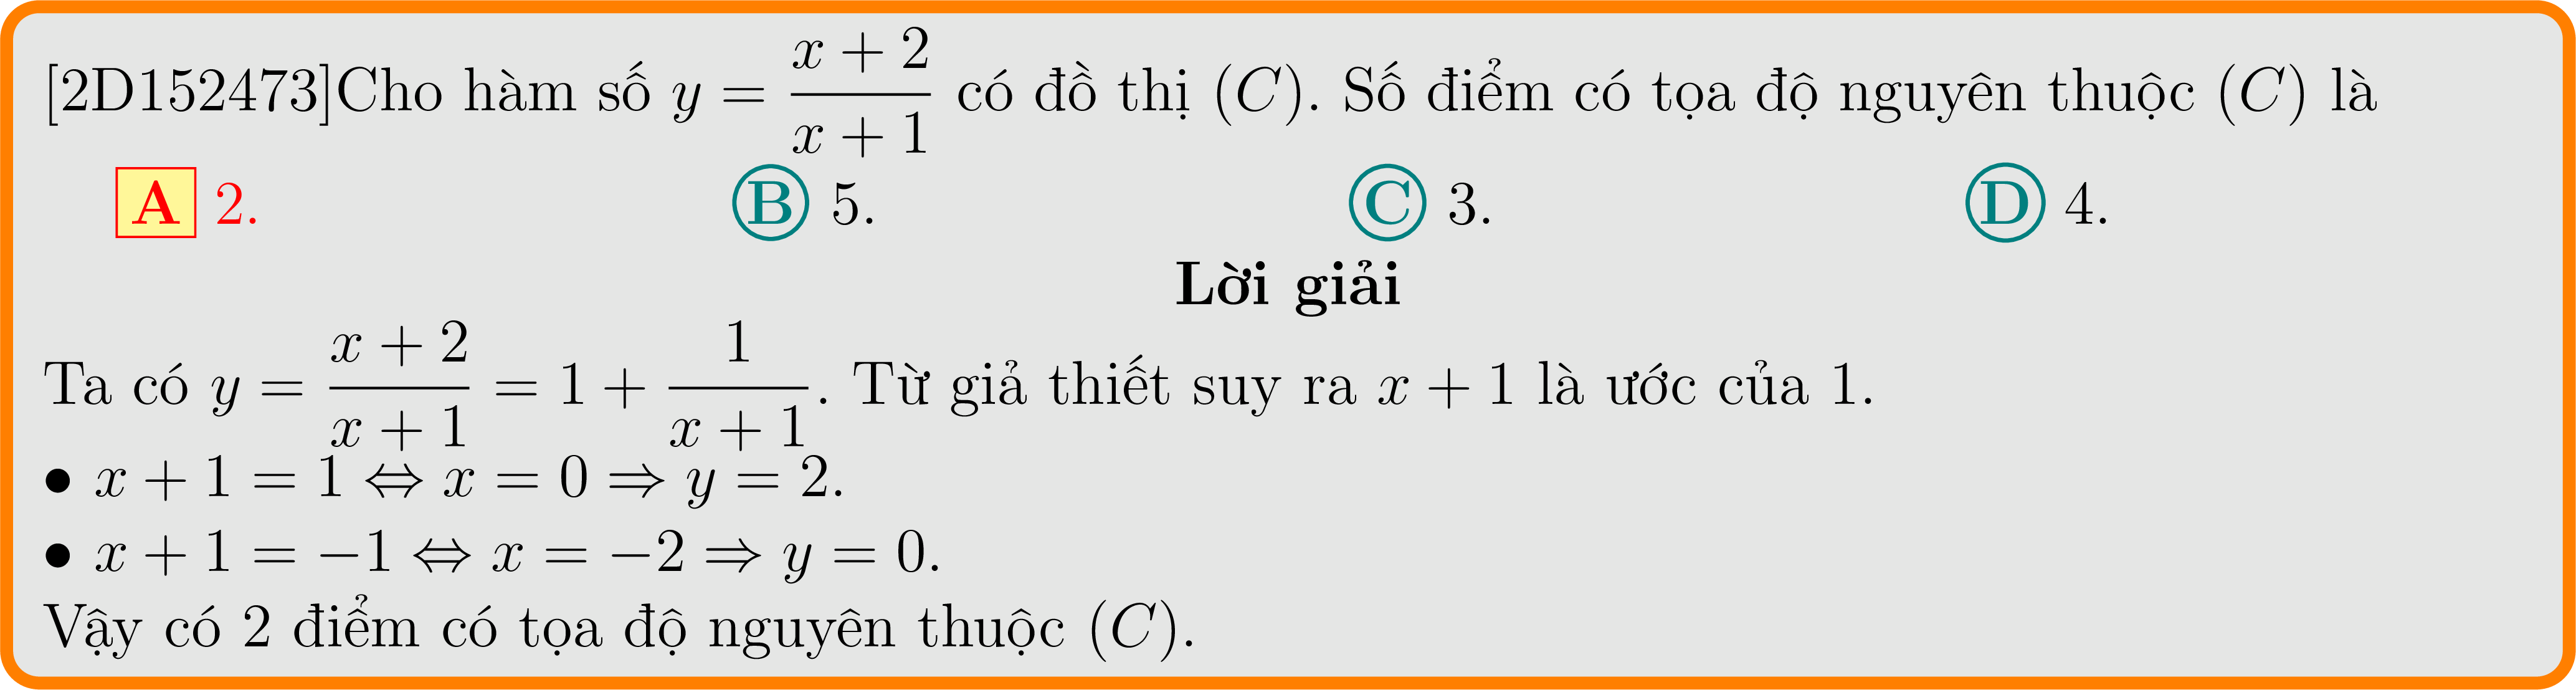 [2D152473]Cho hàm số $y = \dfrac{x+2}{x+1}$ có đồ thị $(C)$. Số điểm có tọa độ nguyên thuộc $(C)$ là
A 2. B 5. C 3. D 4.
Lời giải
Ta có $y = \dfrac{x+2}{x+1} = 1 + \dfrac{1}{x+1}$. Từ giả thiết suy ra $x + 1$ là ước của 1.
• $x + 1 = 1 \Leftrightarrow x = 0 \Rightarrow y = 2$.
• $x + 1 = -1 \Leftrightarrow x = -2 \Rightarrow y = 0$.
Vậy có 2 điểm có tọa độ nguyên thuộc $(C)$.